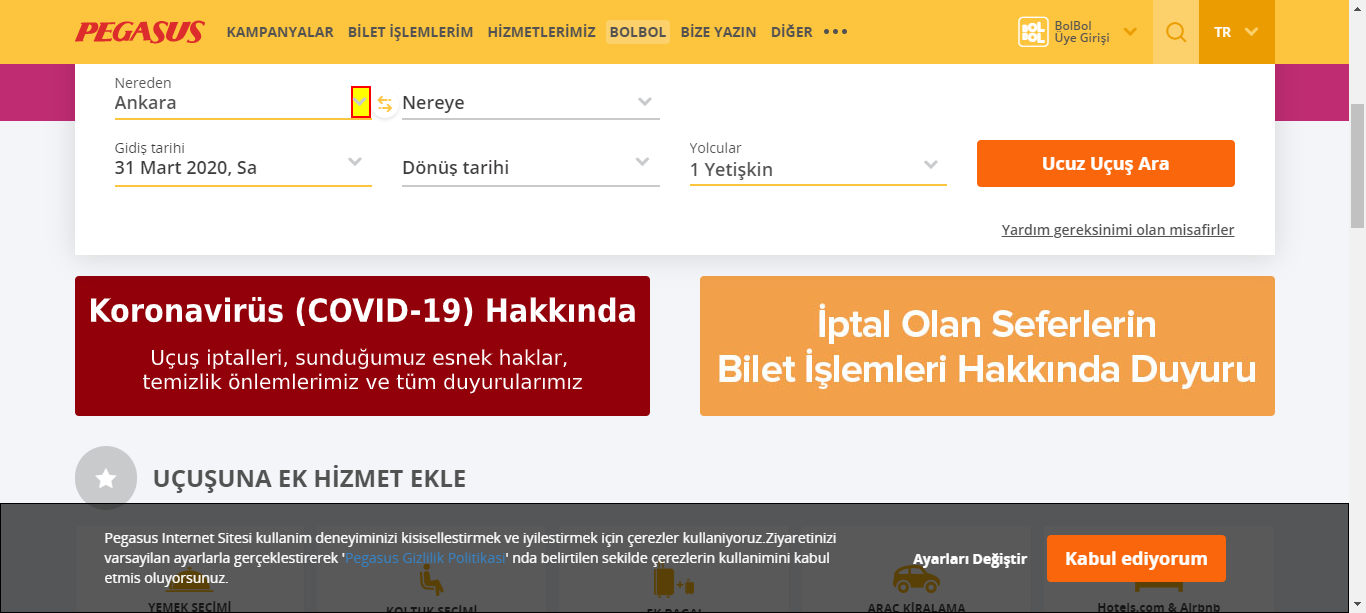 PEGASUS KAMPANYALAR BİLET İŞLEMLERİM HİZMETLERİMİZ BOLBOL BİZE YAZIN DİĞER
BOL BOL
BolBol
Üye Girişi
TR
Nereden
Ankara
Nereye
Gidiş tarihi
31 Mart 2020, Sa
Dönüş tarihi
Yolcular
1 Yetişkin
Ucuz Uçuş Ara
Yardım gereksinimi olan misafirler
Koronavirüs (COVID-19) Hakkında
Uçuş iptalleri, sunduğumuz esnek haklar,
temizlik önlemlerimiz ve tüm duyurularımız
İptal Olan Seferlerin
Bilet İşlemleri Hakkında Duyuru
UÇUŞUNA EK HİZMET EKLE
Pegasus Internet Sitesi kullanim deneyiminizi kisisellestirmek ve iyilestirmek için çerezler kullaniyoruz.Ziyaretinizi
varsayilan ayarlarla gerçeklestirerek 'Pegasus Gizlilik Politikasi' nda belirtilen sekilde çerezlerin kullanimini kabul
etmis oluyorsunuz.
Ayarları Değiştir
Kabul ediyorum
YEMEK SEÇİMİ
KOLTUK SEÇİMİ
EK BAGAJ
ARAÇ KİRALAMA
Hotels.com & Airbnb